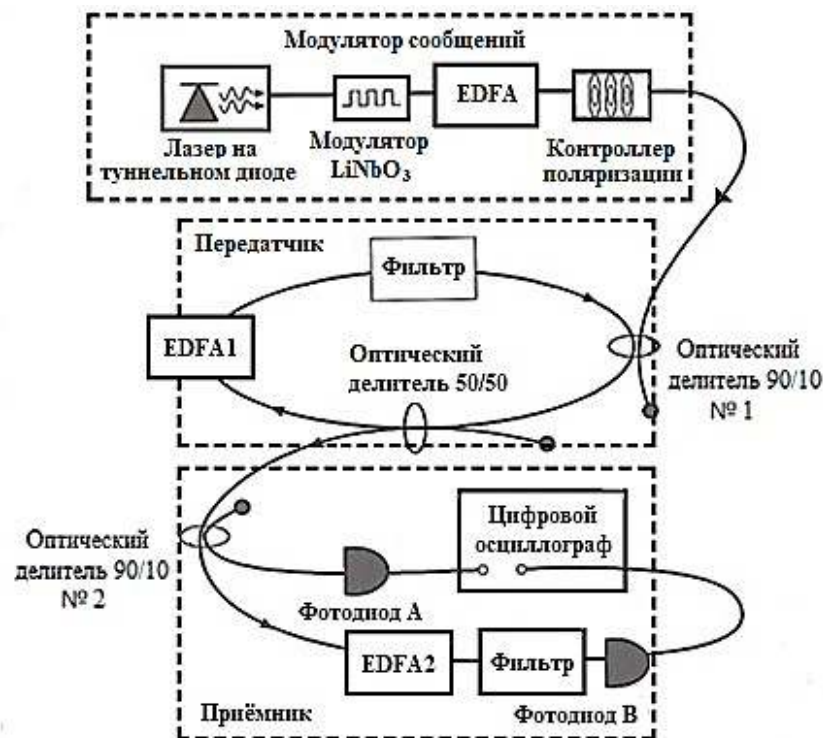 Модулятор сообщений
EDFA
Лазер на
туннельном диоде
Модулятор
LiNbO₃
Контроллер
поляризации
Передатчик
Фильтр
EDFA1
Оптический
делитель 50/50
Оптический
делитель 90/10
№ 1
Оптический
делитель 90/10
№ 2
Цифровой
осциллограф
Фотодиод А
EDFA2
Фильтр
Приёмник
Фотодиод В